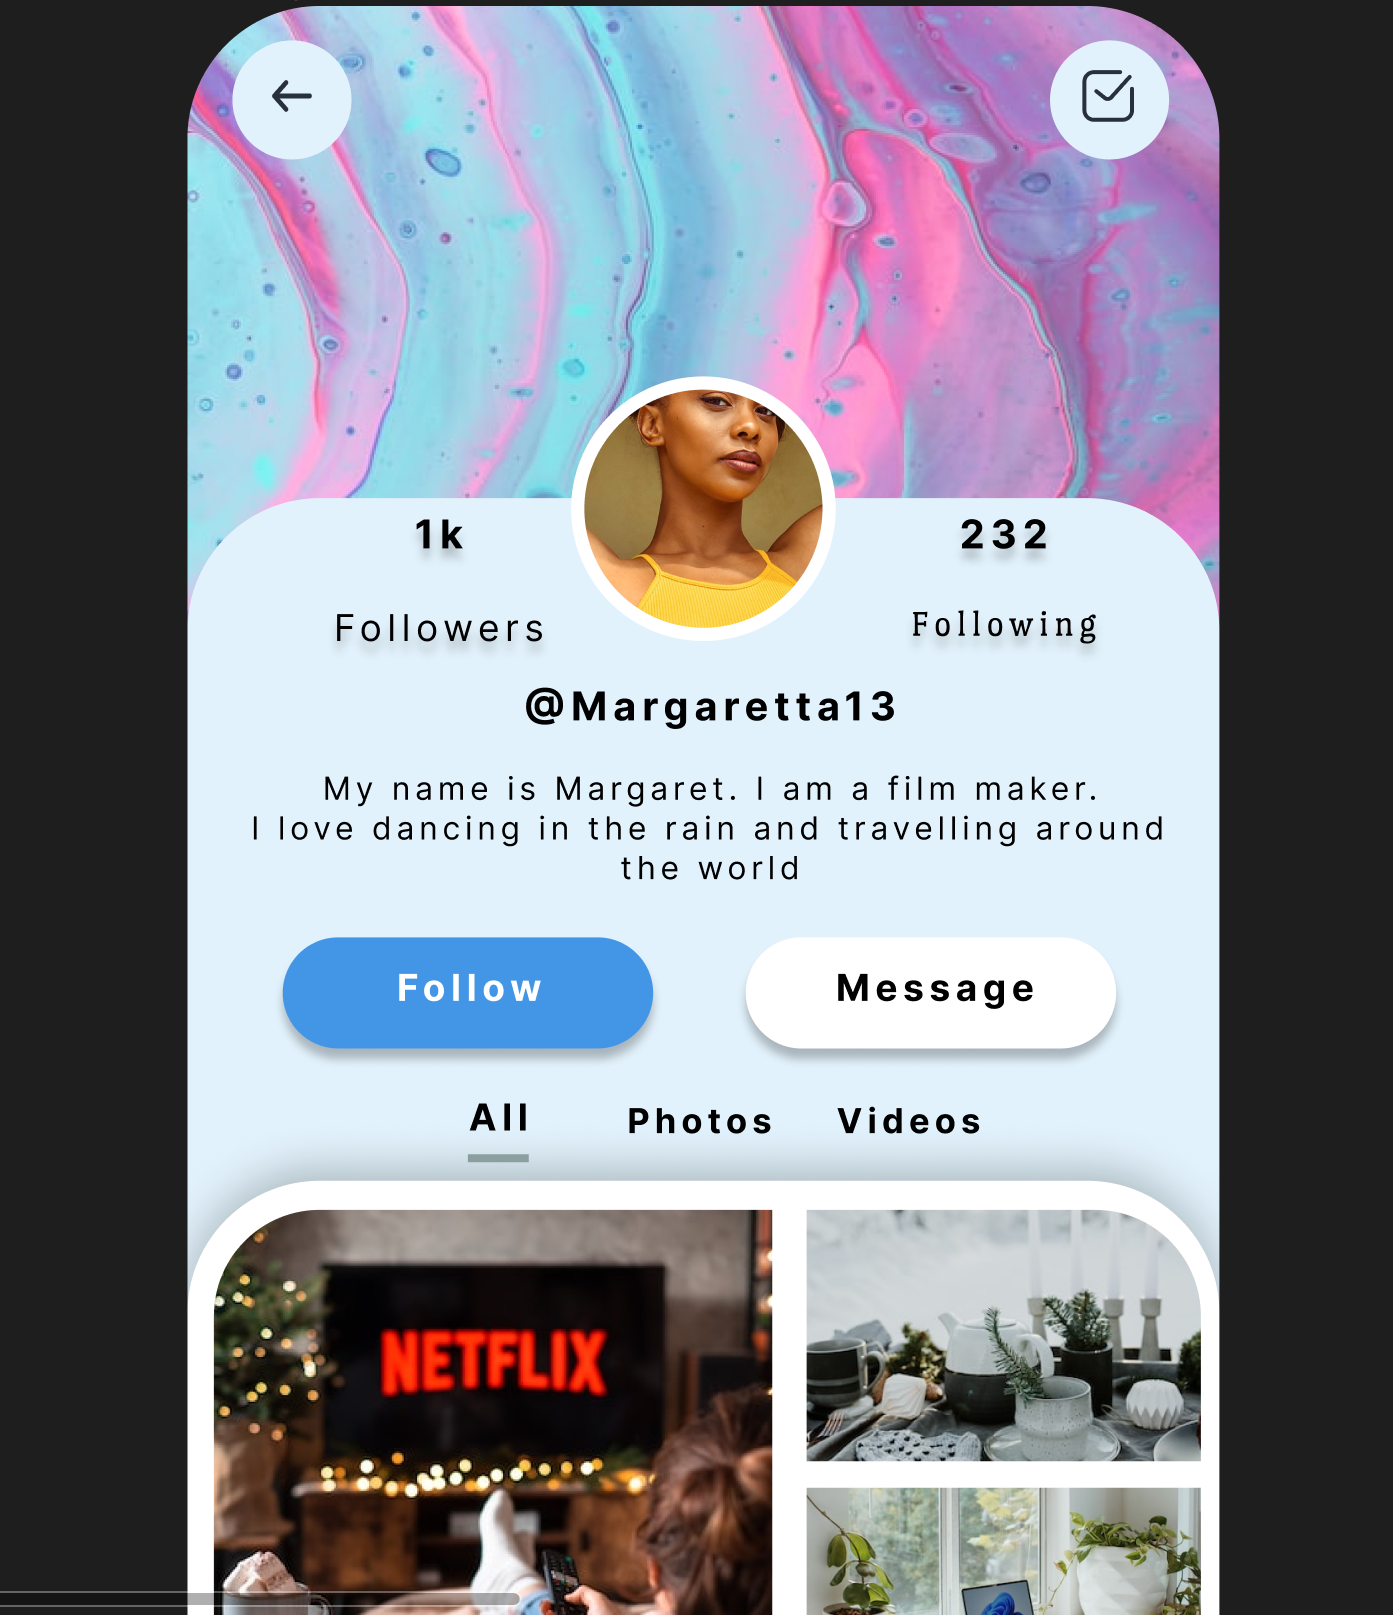 1k
232
Followers
Following
@Margaretta13
My name is Margaret. I am a film maker.
I love dancing in the rain and travelling around
the world
Follow
Message
All
Photos
Videos
NETFLIX